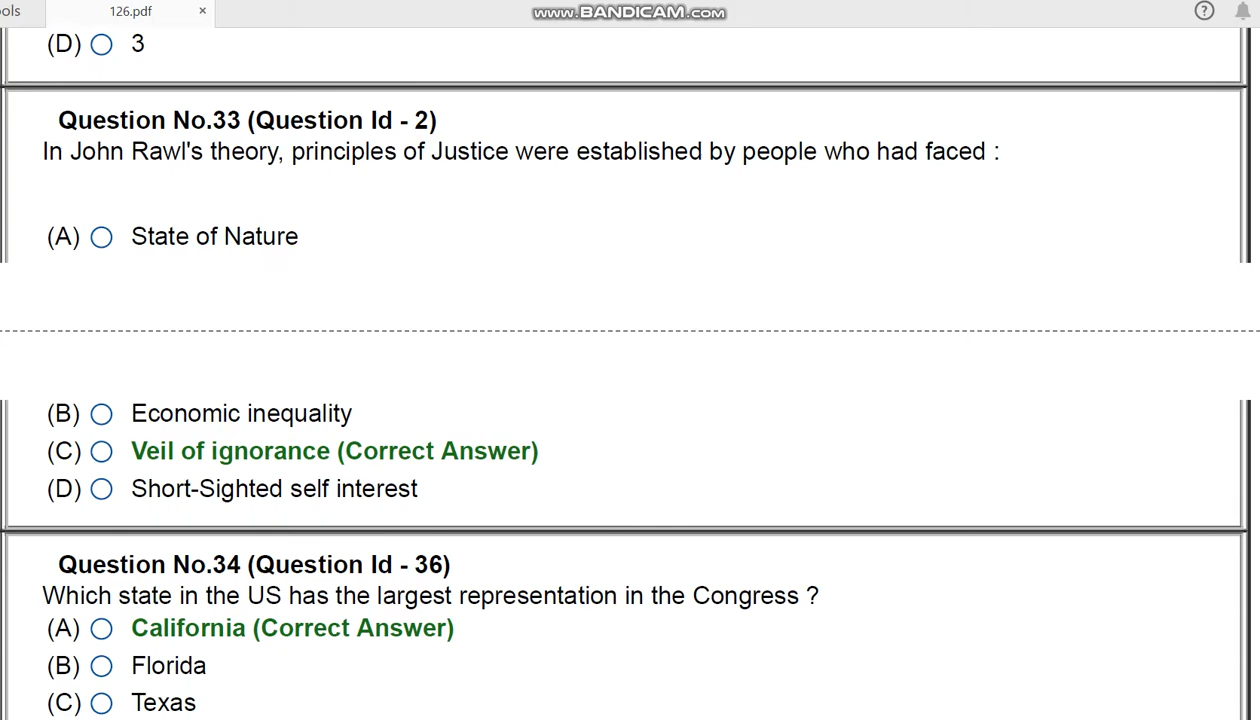 ols 126.pdf × www.BANDICAM.com ?
(D) 3
Question No.33 (Question Id - 2)
In John Rawl's theory, principles of Justice were established by people who had faced :
(A) State of Nature
(B) Economic inequality
(C) Veil of ignorance (Correct Answer)
(D) Short-Sighted self interest
Question No.34 (Question Id - 36)
Which state in the US has the largest representation in the Congress ?
(A) California (Correct Answer)
(B) Florida
(C) Texas